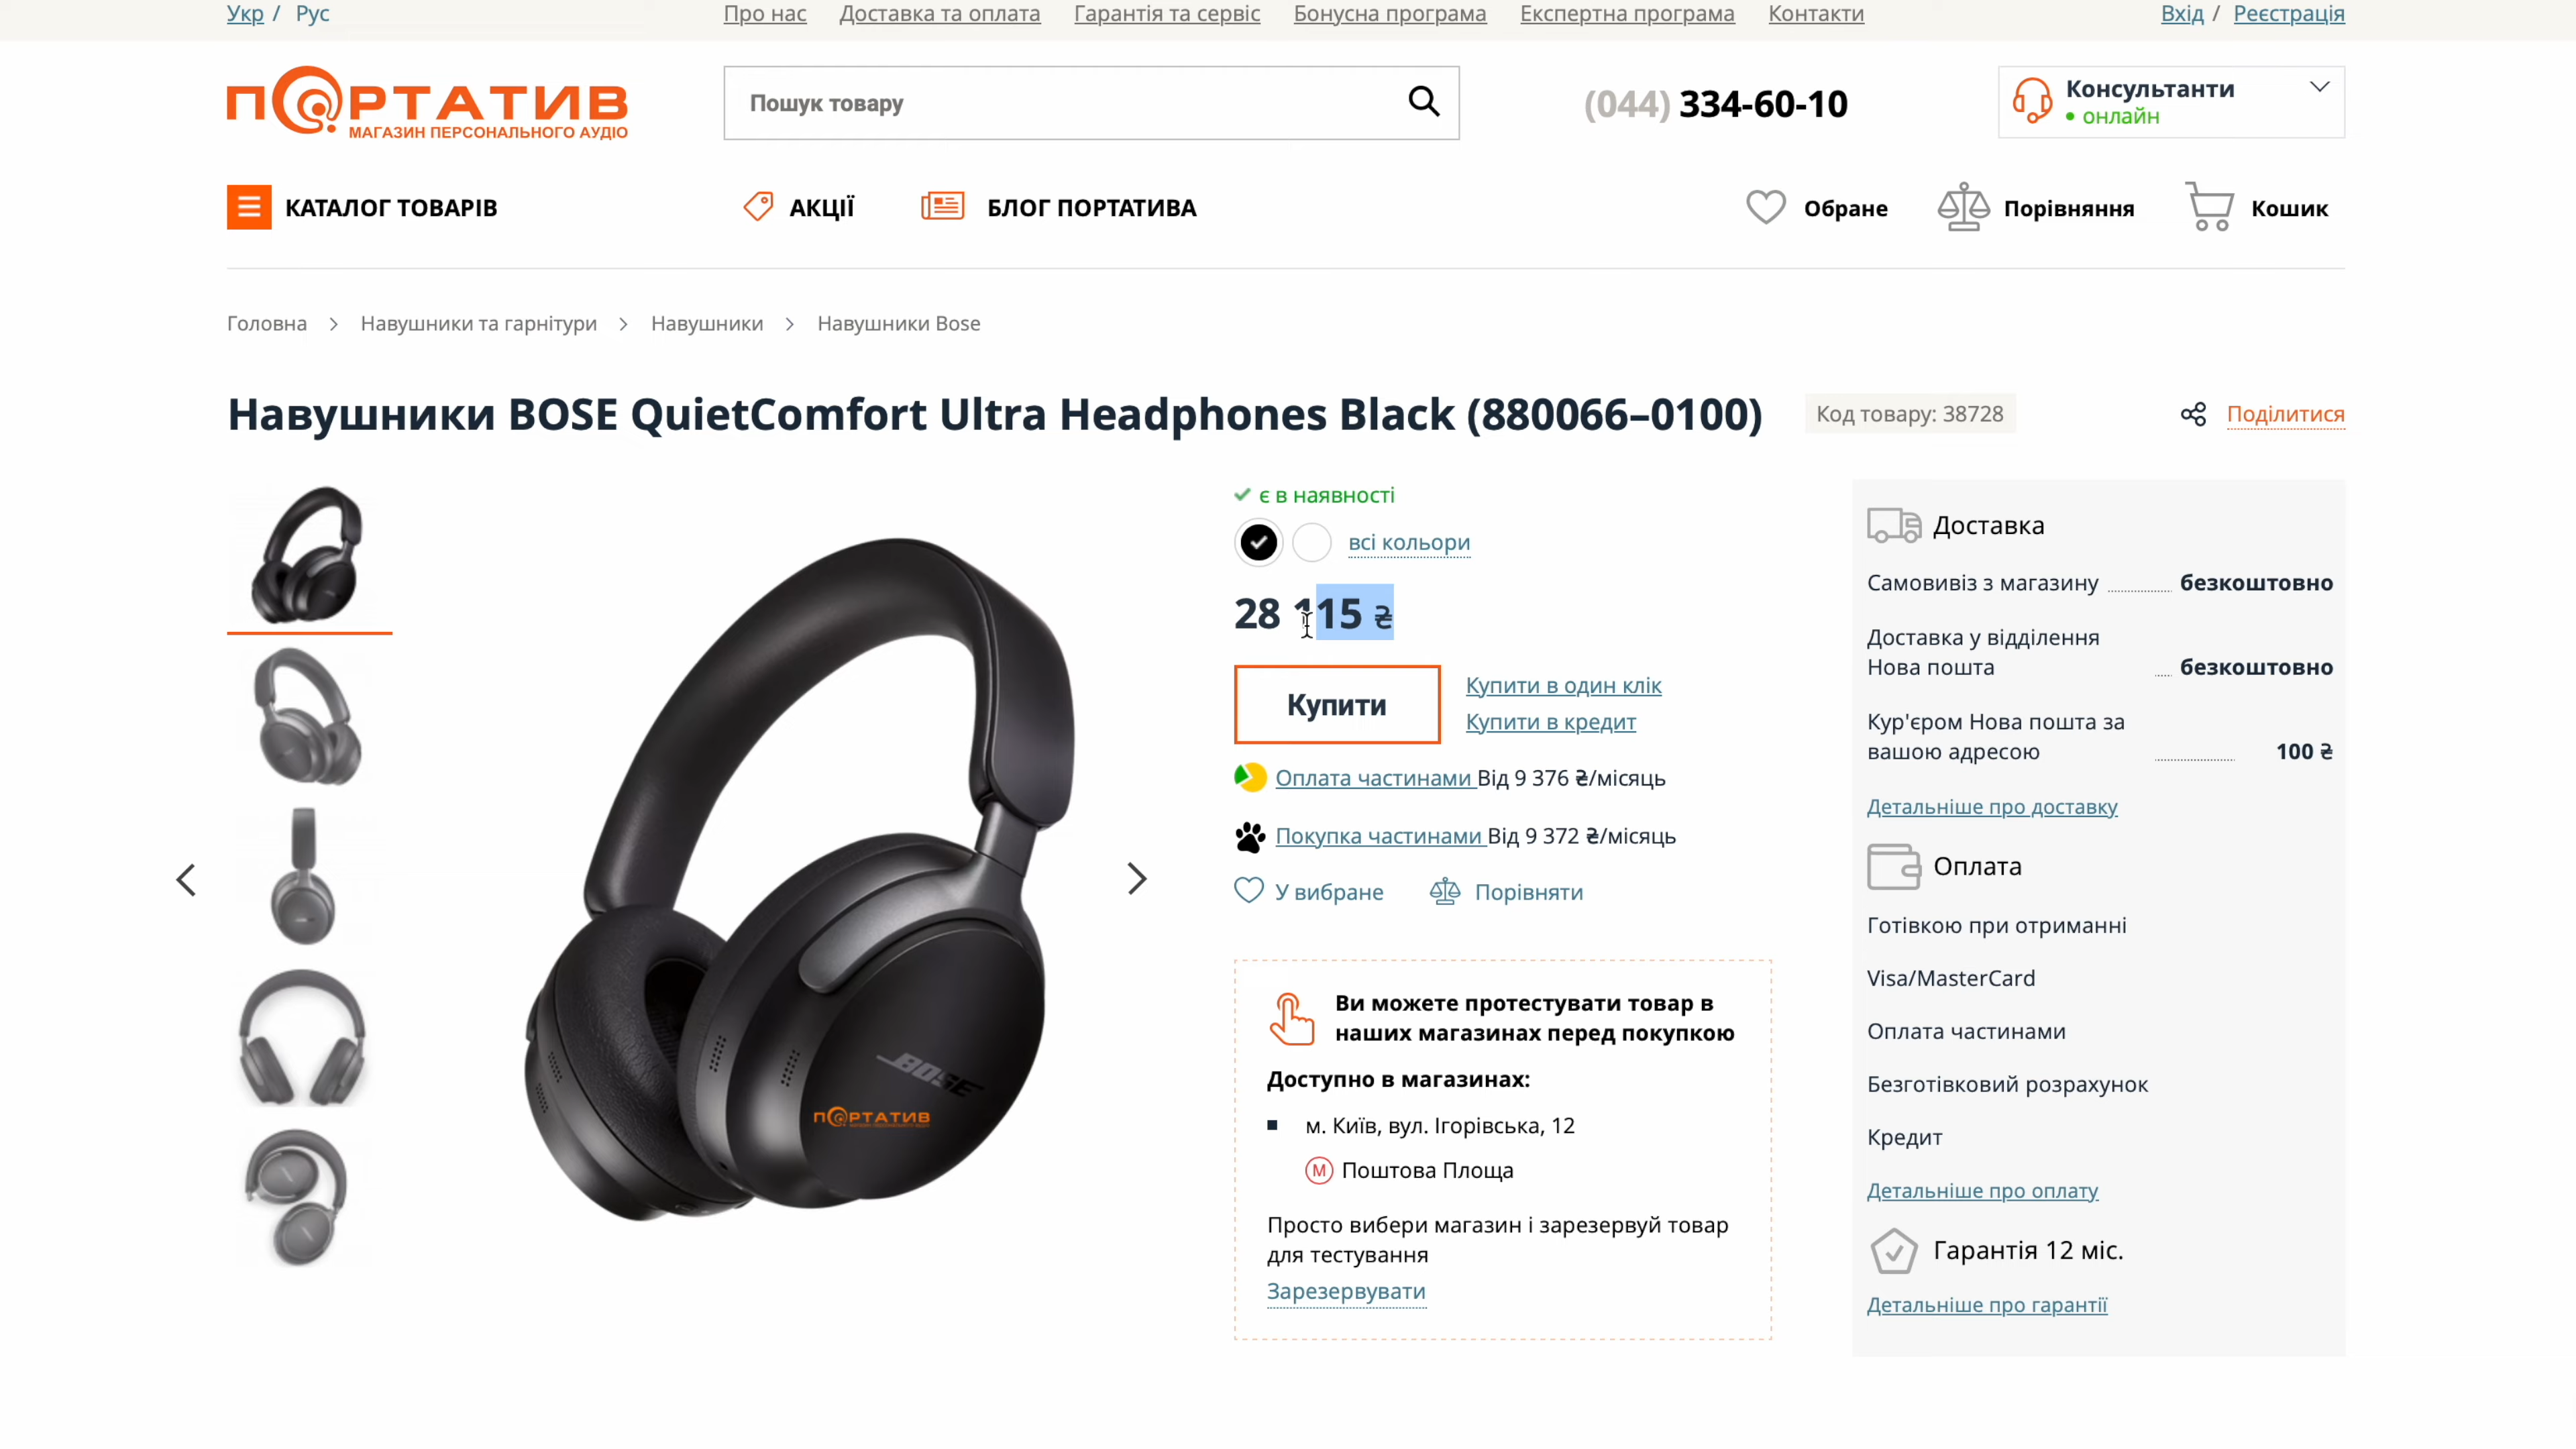 Укр / Рус
Про нас
Доставка та оплата
Гарантія та сервіс
Бонусна програма
Експертна програма
Контакти
Вхід / Реєстрація
ПОРТАТИВ
МАГАЗИН ПЕРСОНАЛЬНОГО АУДІО
Пошук товару
(044) 334-60-10
Консультанти
онлайн
КАТАЛОГ ТОВАРІВ
АКЦІЇ
БЛОГ ПОРТАТИВА
Обране
Порівняння
Кошик
Головна > Навушники та гарнітури > Навушники > Навушники Bose
Навушники BOSE QuietComfort Ultra Headphones Black (880066–0100)
Код товару: 38728
Поділитися
є в наявності
всі кольори
28 115 ₴
Купити
Купити в один клік
Купити в кредит
Оплата частинами Від 9 376 ₴/місяць
Покупка частинами Від 9 372 ₴/місяць
У вибране
Порівняти
Ви можете протестувати товар в
наших магазинах перед покупкою
Доступно в магазинах:
м. Київ, вул. Ігорівська, 12
М Поштова Площа
Просто вибери магазин і зарезервуй товар
для тестування
Зарезервувати
Доставка
Самовивіз з магазину безкоштовно
Доставка у відділення
Нова пошта безкоштовно
Кур'єром Нова пошта за
вашою адресою 100 ₴
Детальніше про доставку
Оплата
Готівкою при отриманні
Visa/MasterCard
Оплата частинами
Безготівковий розрахунок
Кредит
Детальніше про оплату
Гарантія 12 міс.
Детальніше про гарантії
BOSE
ПОРТАТИВ